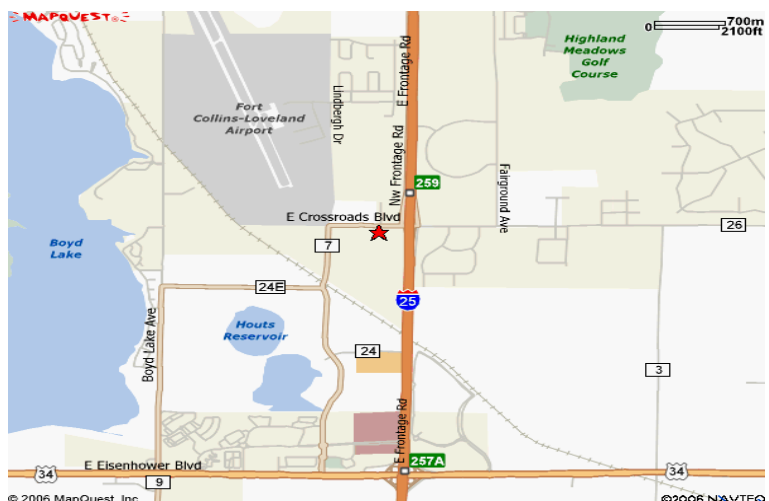 MAPQUEST®
700m
0
2100ft
Highland
Meadows
Golf
Course
E Frontage Rd
Lindbergh Dr
Fort
Collins-Loveland
Airport
Nw Frontage Rd
Fairground Ave
259
E Crossroads Blvd
26
7
Boyd
Lake
24E
25
Houts
Reservoir
Boyd Lake Ave
24
3
E Frontage Rd
34
E Eisenhower Blvd
257A
34
9
© 2006 MapQuest, Inc.
©2006 NAVTEQ